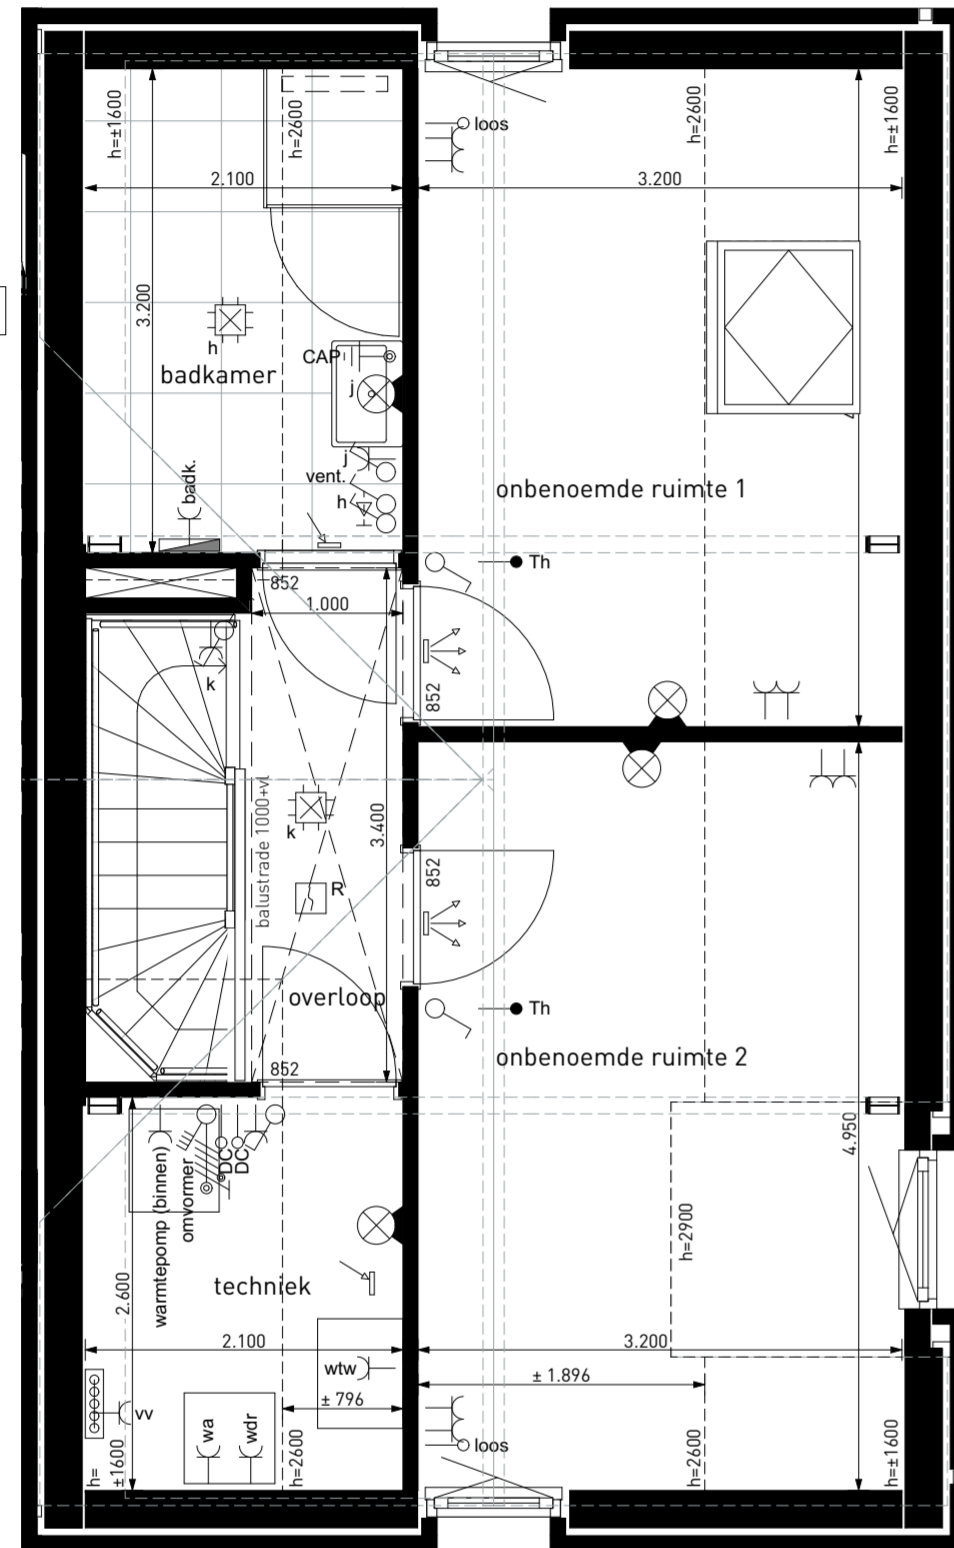 h=±1600
h=2600
loos
h=2600
h=±1600
2.100
3.200
3.200
h
CAP
j
badkamer
j
vent.
h
badk.
onbenoemde ruimte 1
Th
852
1.000
852
k
balustrade 1000+vl
k
3.400
R
852
overloop
Th
852
onbenoemde ruimte 2
warmtepomp (binnen)
omvormer
DC
DC
4.950
h=2900
2.600
techniek
2.100
3.200
wtw
± 1.896
± 796
vv
wa
wdr
loos
h=
±1600
h=2600
h=2600
h=±1600